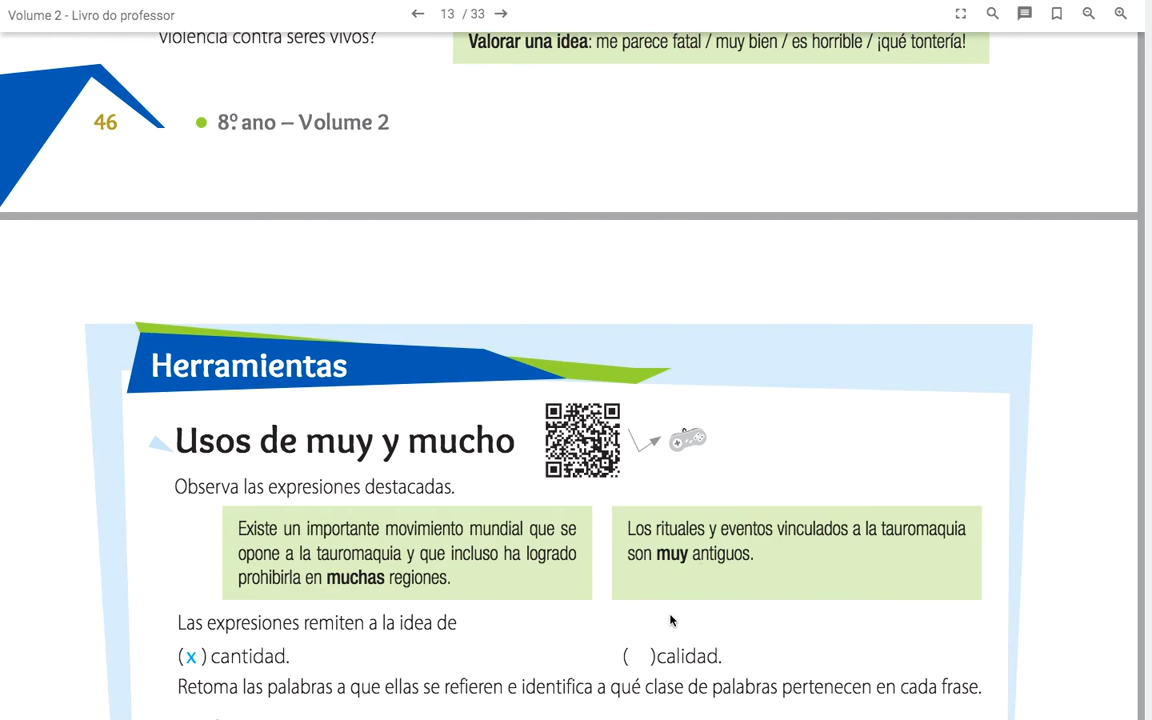 Volume 2 - Livro do professor
13 / 33
violencia contra seres vivos?
Valorar una idea: me parece fatal / muy bien / es horrible / ¡qué tontería!
46
8º. ano – Volume 2
Herramientas
Usos de muy y mucho
Observa las expresiones destacadas.
Existe un importante movimiento mundial que se
opone a la tauromaquia y que incluso ha logrado
prohibirla en muchas regiones.
Los rituales y eventos vinculados a la tauromaquia
son muy antiguos.
Las expresiones remiten a la idea de
(x) cantidad.
( )calidad.
Retoma las palabras a que ellas se refieren e identifica a qué clase de palabras pertenecen en cada frase.